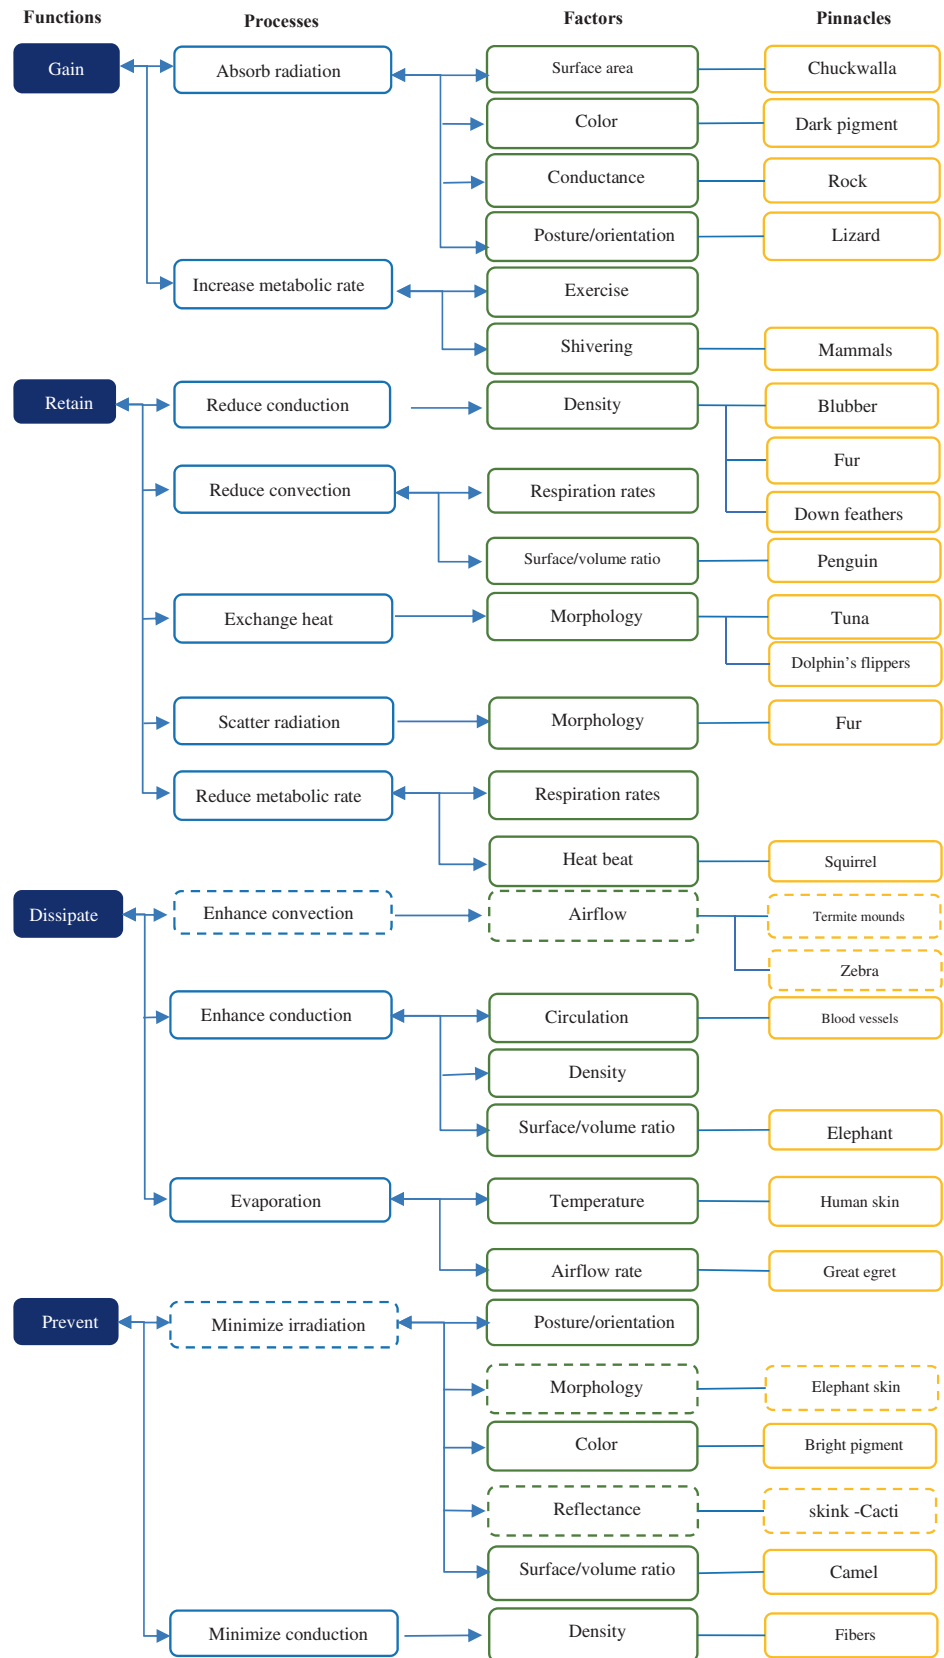 Functions Processes Factors Pinnacles
Gain Absorb radiation Surface area Chuckwalla
Color Dark pigment
Conductance Rock
Posture/orientation Lizard
Increase metabolic rate Exercise
Shivering Mammals
Retain Reduce conduction Density Blubber
Fur
Reduce convection Respiration rates
Down feathers
Surface/volume ratio Penguin
Exchange heat Morphology Tuna
Dolphin's flippers
Scatter radiation Morphology Fur
Reduce metabolic rate Respiration rates
Heat beat Squirrel
Dissipate Enhance convection Airflow Termite mounds
Zebra
Enhance conduction Circulation Blood vessels
Density
Surface/volume ratio Elephant
Evaporation Temperature Human skin
Airflow rate Great egret
Prevent Minimize irradiation Posture/orientation
Morphology Elephant skin
Color Bright pigment
Reflectance skink -Cacti
Surface/volume ratio Camel
Minimize conduction Density Fibers